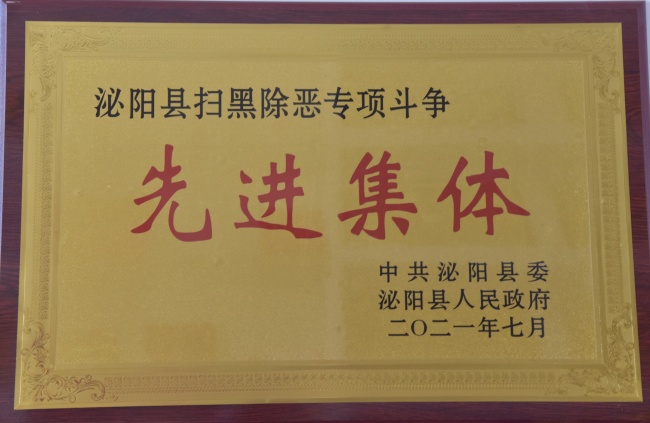 泌阳县扫黑除恶专项斗争
先进集体
中共泌阳县委
泌阳县人民政府
二〇二一年七月